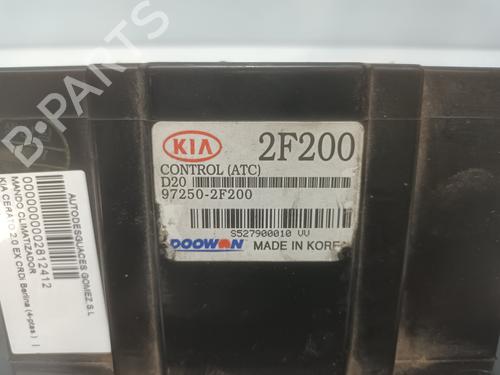 B-PARTS
KIA
2F200
CONTROL (ATC)
D20
97250-2F200
S527900010 VV
DOOWON
MADE IN KOREA
AUTODESGUACES GOMEZ S.L
D0000000002812412
MANDO CLIMATIZADOR
KIA CERATO 2.0 EX CRDi Berlina (4-ptas.)